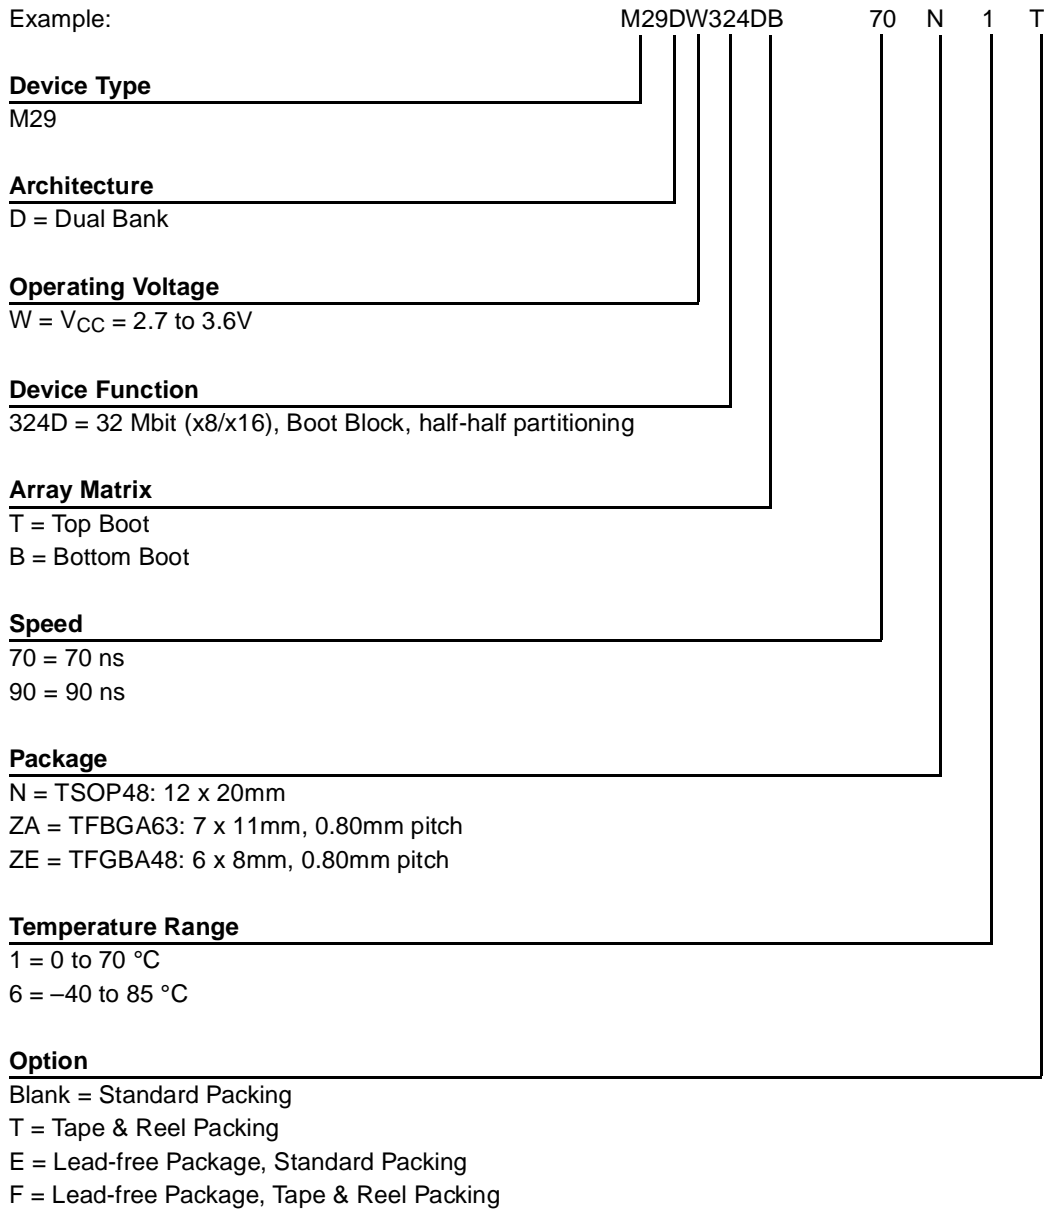 Example: M29DW324DB 70 N 1 T
Device Type
M29
Architecture
D = Dual Bank
Operating Voltage
W = VCC = 2.7 to 3.6V
Device Function
324D = 32 Mbit (x8/x16), Boot Block, half-half partitioning
Array Matrix
T = Top Boot
B = Bottom Boot
Speed
70 = 70 ns
90 = 90 ns
Package
N = TSOP48: 12 x 20mm
ZA = TFBGA63: 7 x 11mm, 0.80mm pitch
ZE = TFGBA48: 6 x 8mm, 0.80mm pitch
Temperature Range
1 = 0 to 70 °C
6 = –40 to 85 °C
Option
Blank = Standard Packing
T = Tape & Reel Packing
E = Lead-free Package, Standard Packing
F = Lead-free Package, Tape & Reel Packing